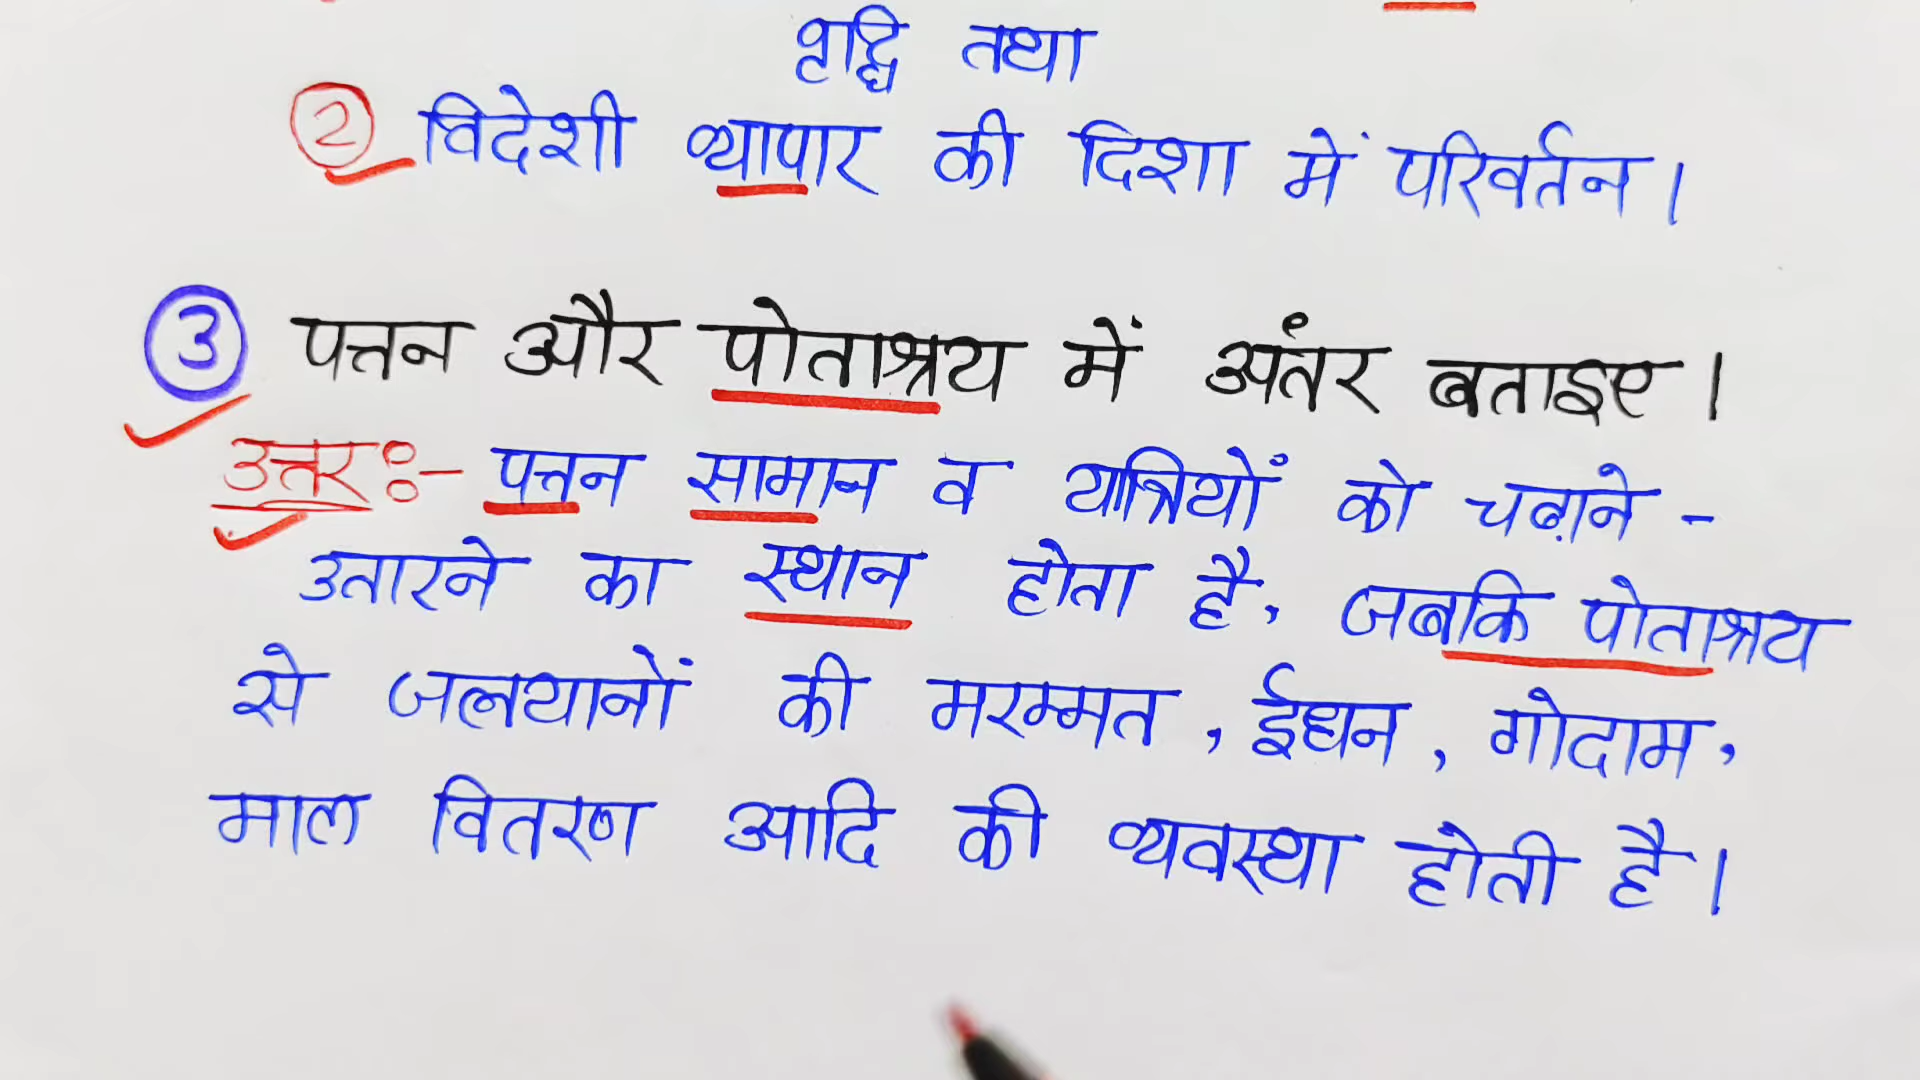 वृद्धि तथा
2 विदेशी व्यापार की दिशा में परिवर्तन।
3 पत्तन और पोताश्रय में अंतर बताइए।
उत्तर:- पत्तन सामान व यात्रियों को चढ़ाने -
उतारने का स्थान होता है, जबकि पोताश्रय
से जलयानों की मरम्मत, ईंधन, गोदाम,
माल वितरण आदि की व्यवस्था होती है।